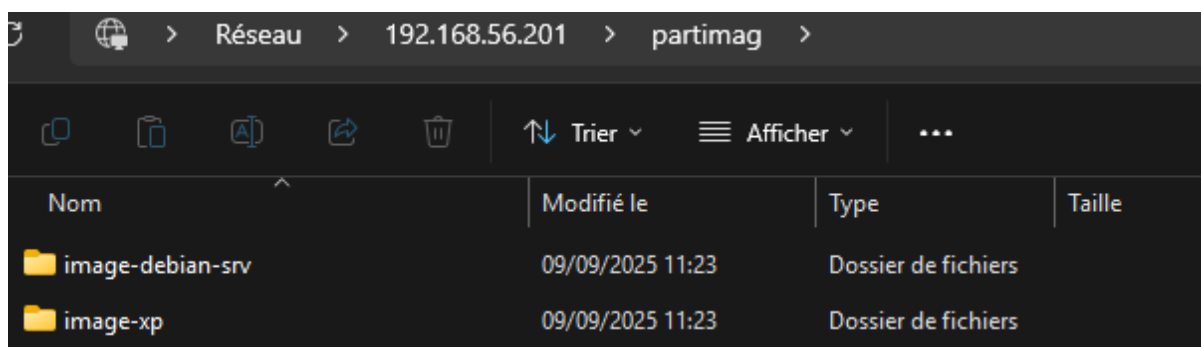 Réseau > 192.168.56.201 > partimag >
Trier Afficher ...
Nom Modifié le Type Taille
image-debian-srv 09/09/2025 11:23 Dossier de fichiers
image-xp 09/09/2025 11:23 Dossier de fichiers